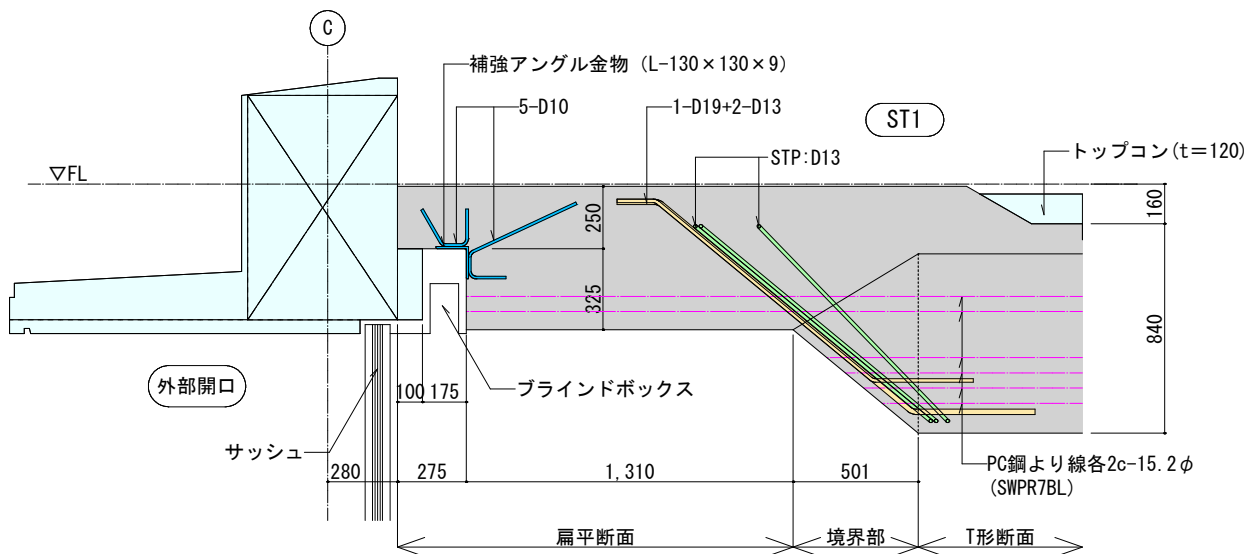 C
補強アングル金物 (L-130×130×9)
5-D10
1-D19+2-D13
ST1
STP:D13
トップコン(t=120)
▽FL
250
160
325
840
外部開口
100
175
ブラインドボックス
サッシュ
280
275
1,310
501
PC鋼より線各2c-15.2φ
(SWPR7BL)
扁平断面
境界部
T形断面